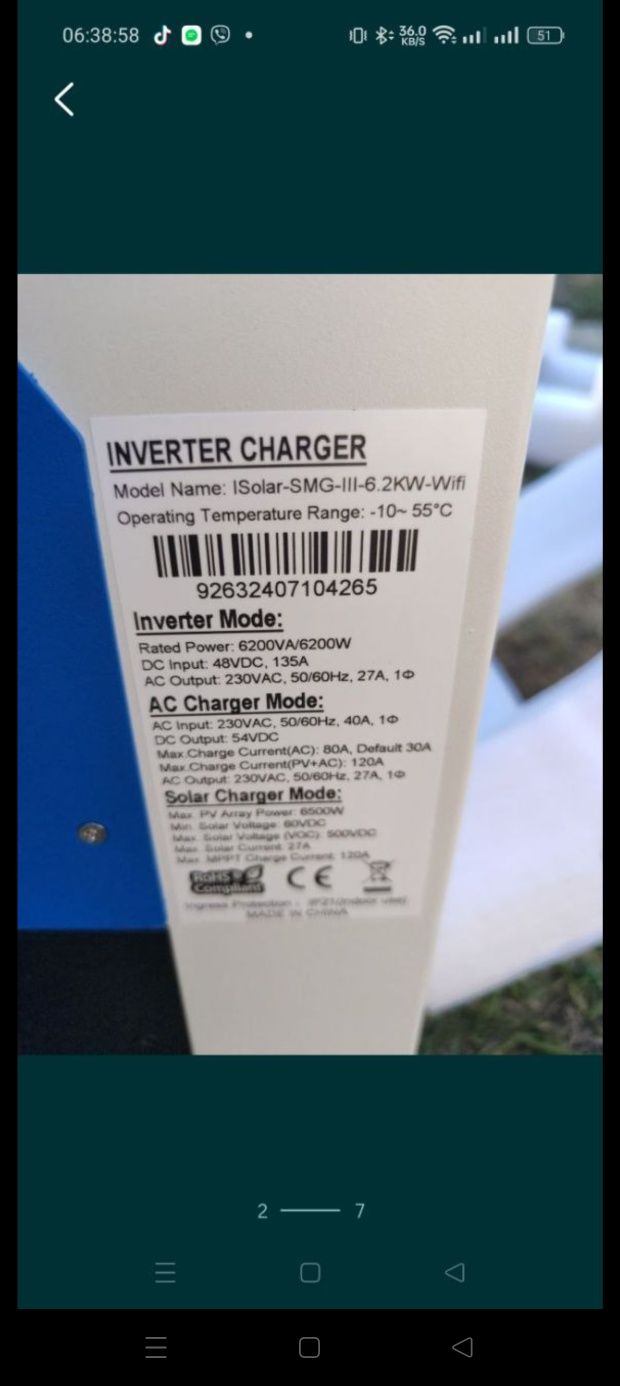 06:38:58
36.0
KB/S
51
INVERTER CHARGER
Model Name: ISolar-SMG-III-6.2KW-Wifi
Operating Temperature Range: -10~ 55°C
92632407104265
Inverter Mode:
Rated Power: 6200VA/6200W
DC Input: 48VDC, 135A
AC Output: 230VAC, 50/60Hz, 27A, 1Φ
AC Charger Mode:
AC Input: 230VAC, 50/60Hz, 40A, 1Φ
DC Output: 54VDC
Max.Charge Current(AC): 80A, Default 30A
Max.Charge Current(PV+AC): 120A
AC Output: 230VAC, 50/60Hz, 27A, 1Φ
Solar Charger Mode:
Max. PV Array Power: 6500W
Min. Solar Voltage: 60VDC
Max. Solar Voltage (VOC): 500VDC
Max. Solar Current: 27A
Max. MPPT Charge Current: 120A
RoHS
Compliant
CE
Ingress Protection : IP21(Indoor use)
MADE IN CHINA
2
7